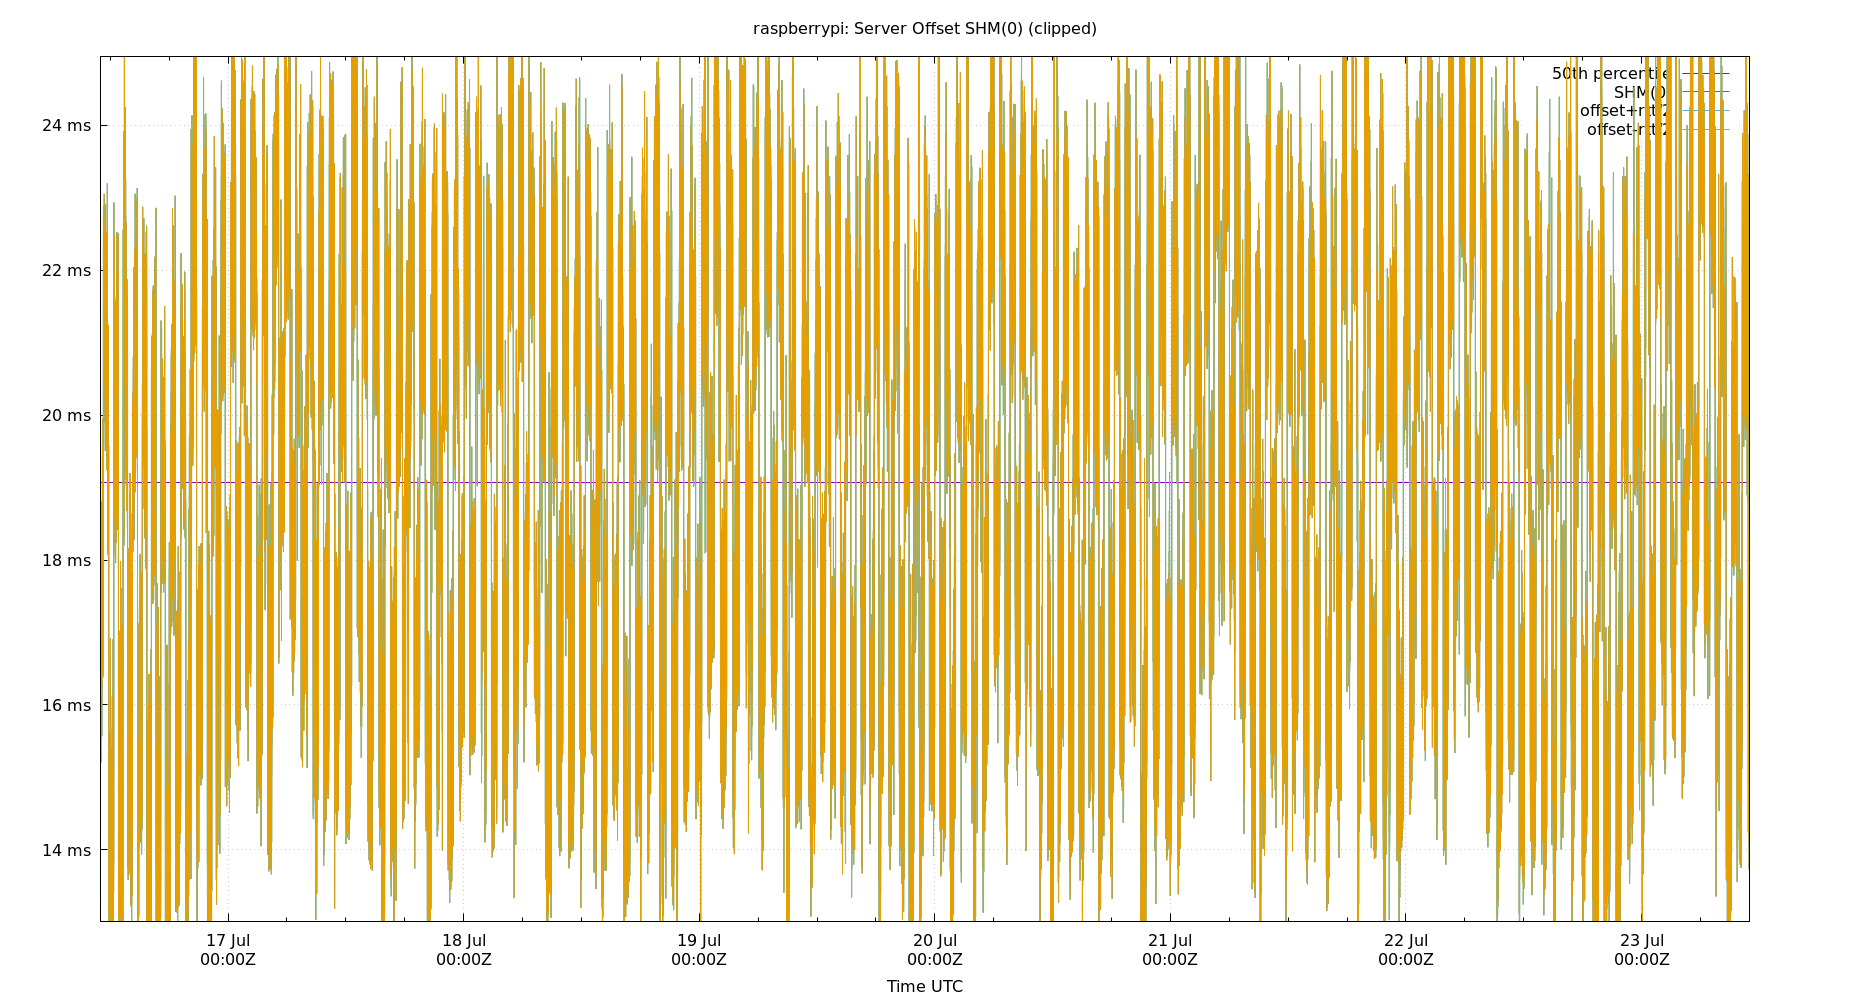 raspberrypi: Server Offset SHM(0) (clipped)
50th percentile
SHM(0)
offset+rtt/2
offset-rtt/2
24 ms
22 ms
20 ms
18 ms
16 ms
14 ms
17 Jul 18 Jul 19 Jul 20 Jul 21 Jul 22 Jul 23 Jul
00:00Z 00:00Z 00:00Z 00:00Z 00:00Z 00:00Z 00:00Z
Time UTC